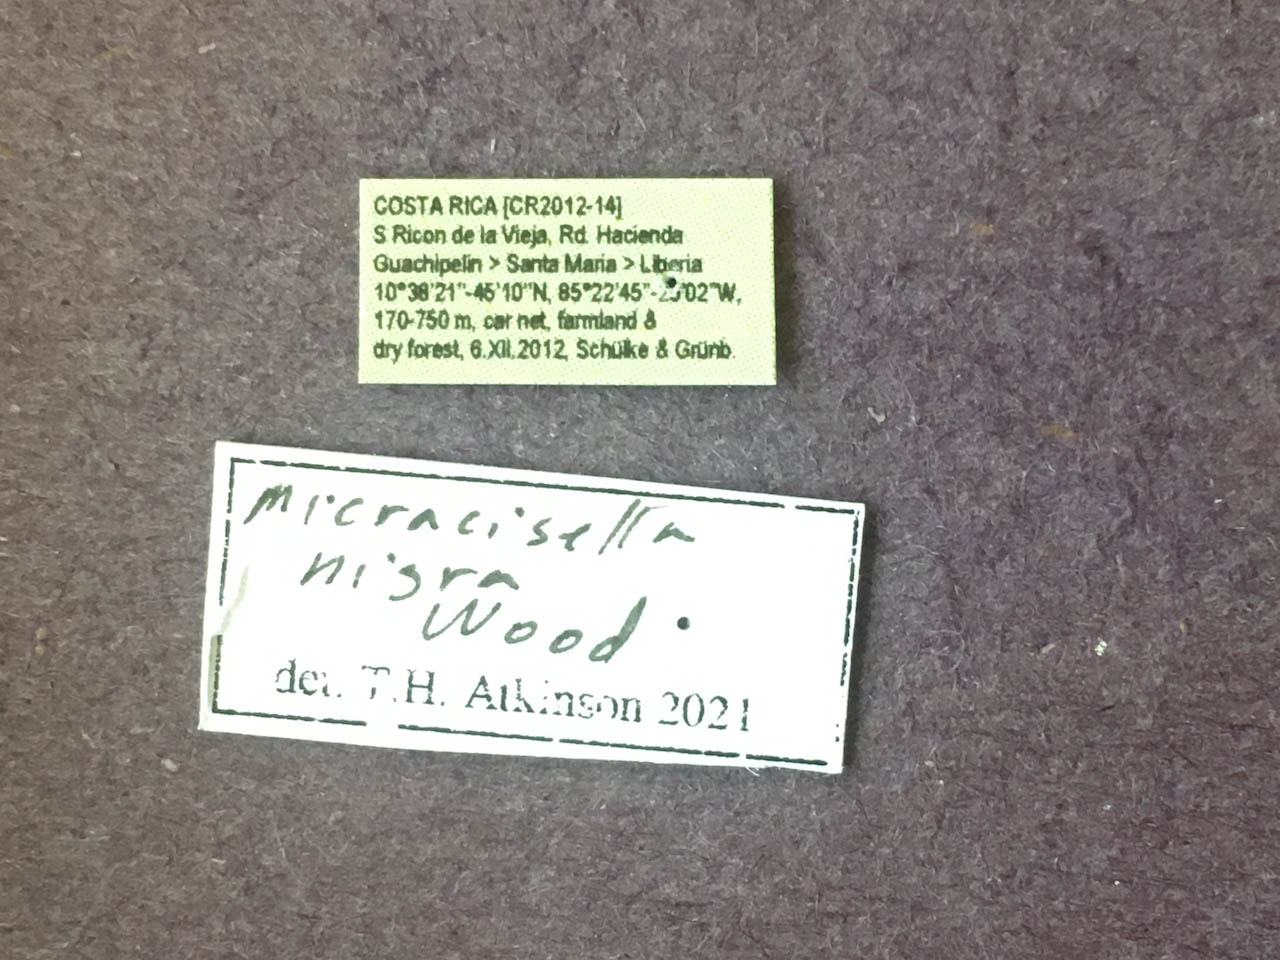 COSTA RICA [CR2012-14]
S Ricon de la Vieja, Rd. Hacienda
Guachipelin > Santa Maria > Liberia
10°38'21"-45'10"N, 85°22'45"- W,
170-750 m, car net, farmland &
dry forest, 6.XII.2012, Schülke & Grünb.
Micracisella
nigra
Wood
det. T.H. Atkinson 2021